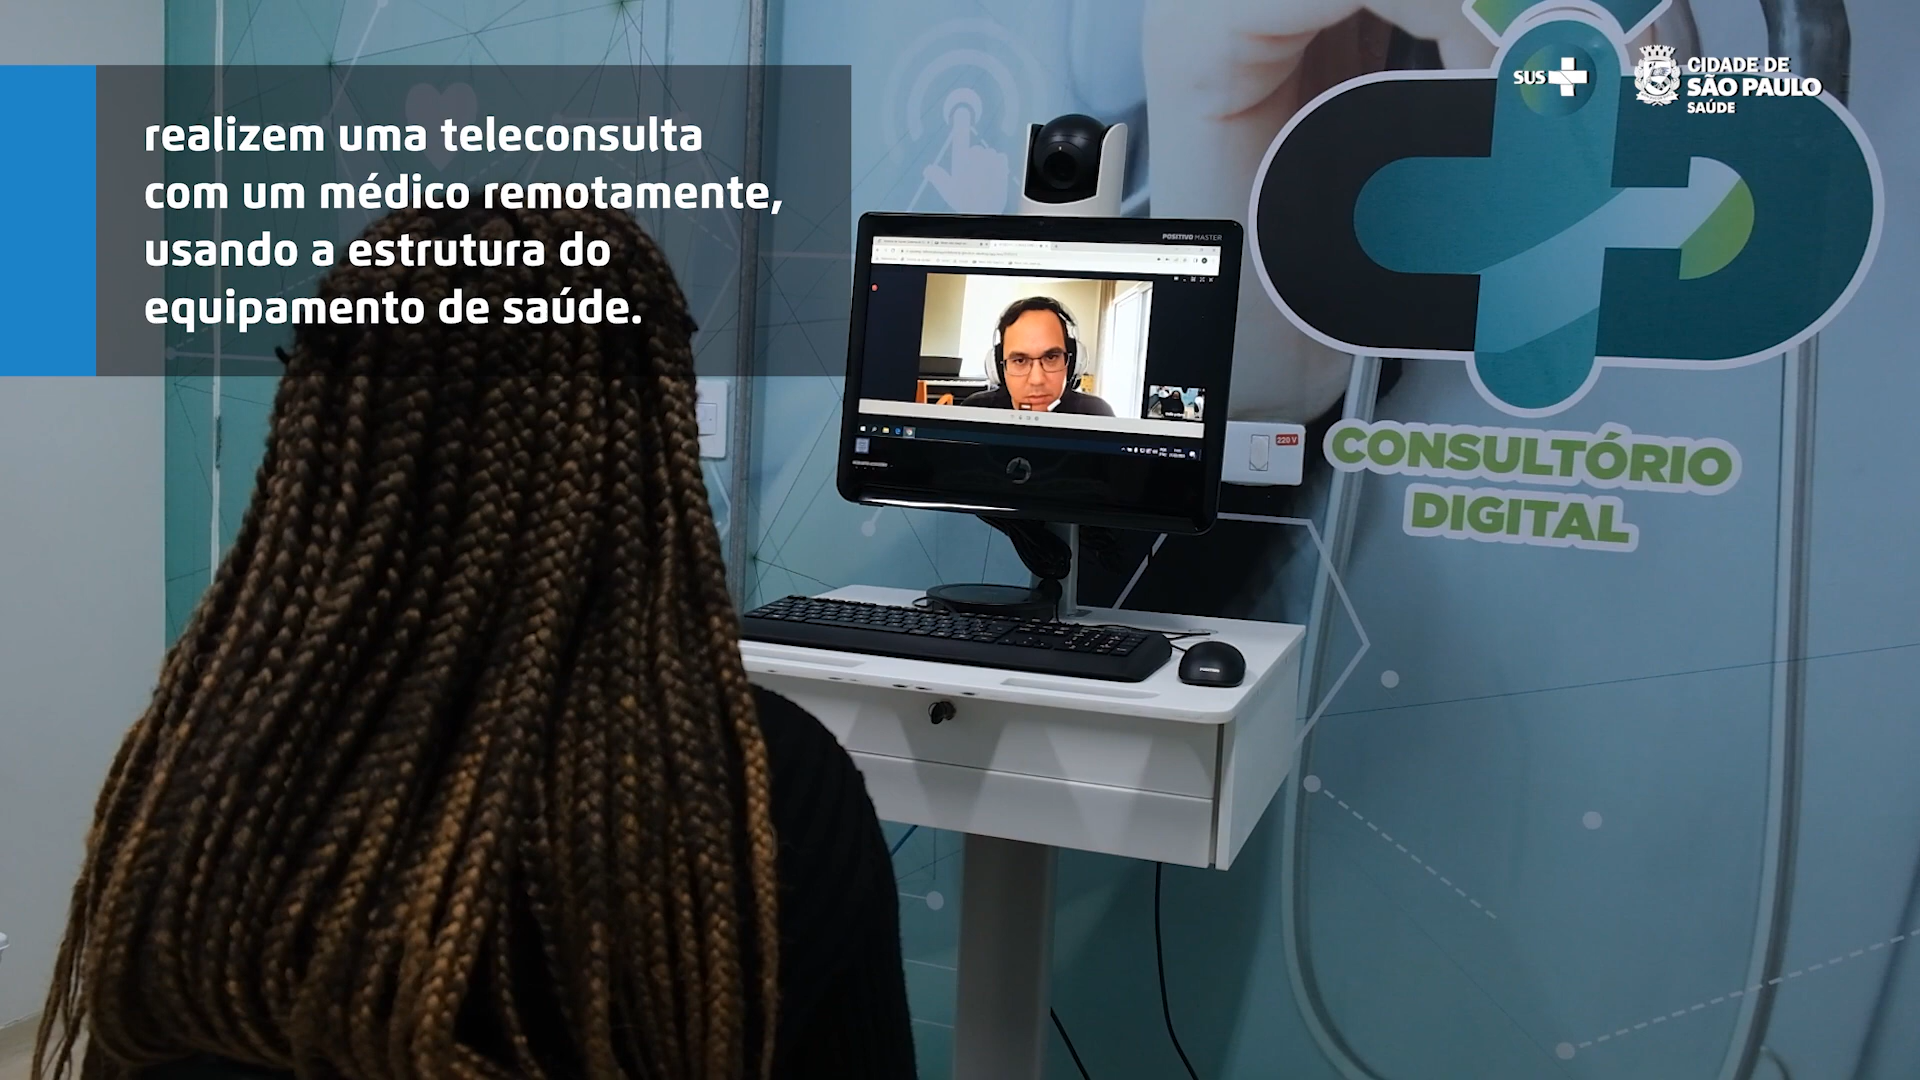 realizem uma teleconsulta
com um médico remotamente,
usando a estrutura do
equipamento de saúde.
SUS
CIDADE DE
SÃO PAULO
SAÚDE
POSITIVO MASTER
220 V
CONSULTÓRIO
DIGITAL